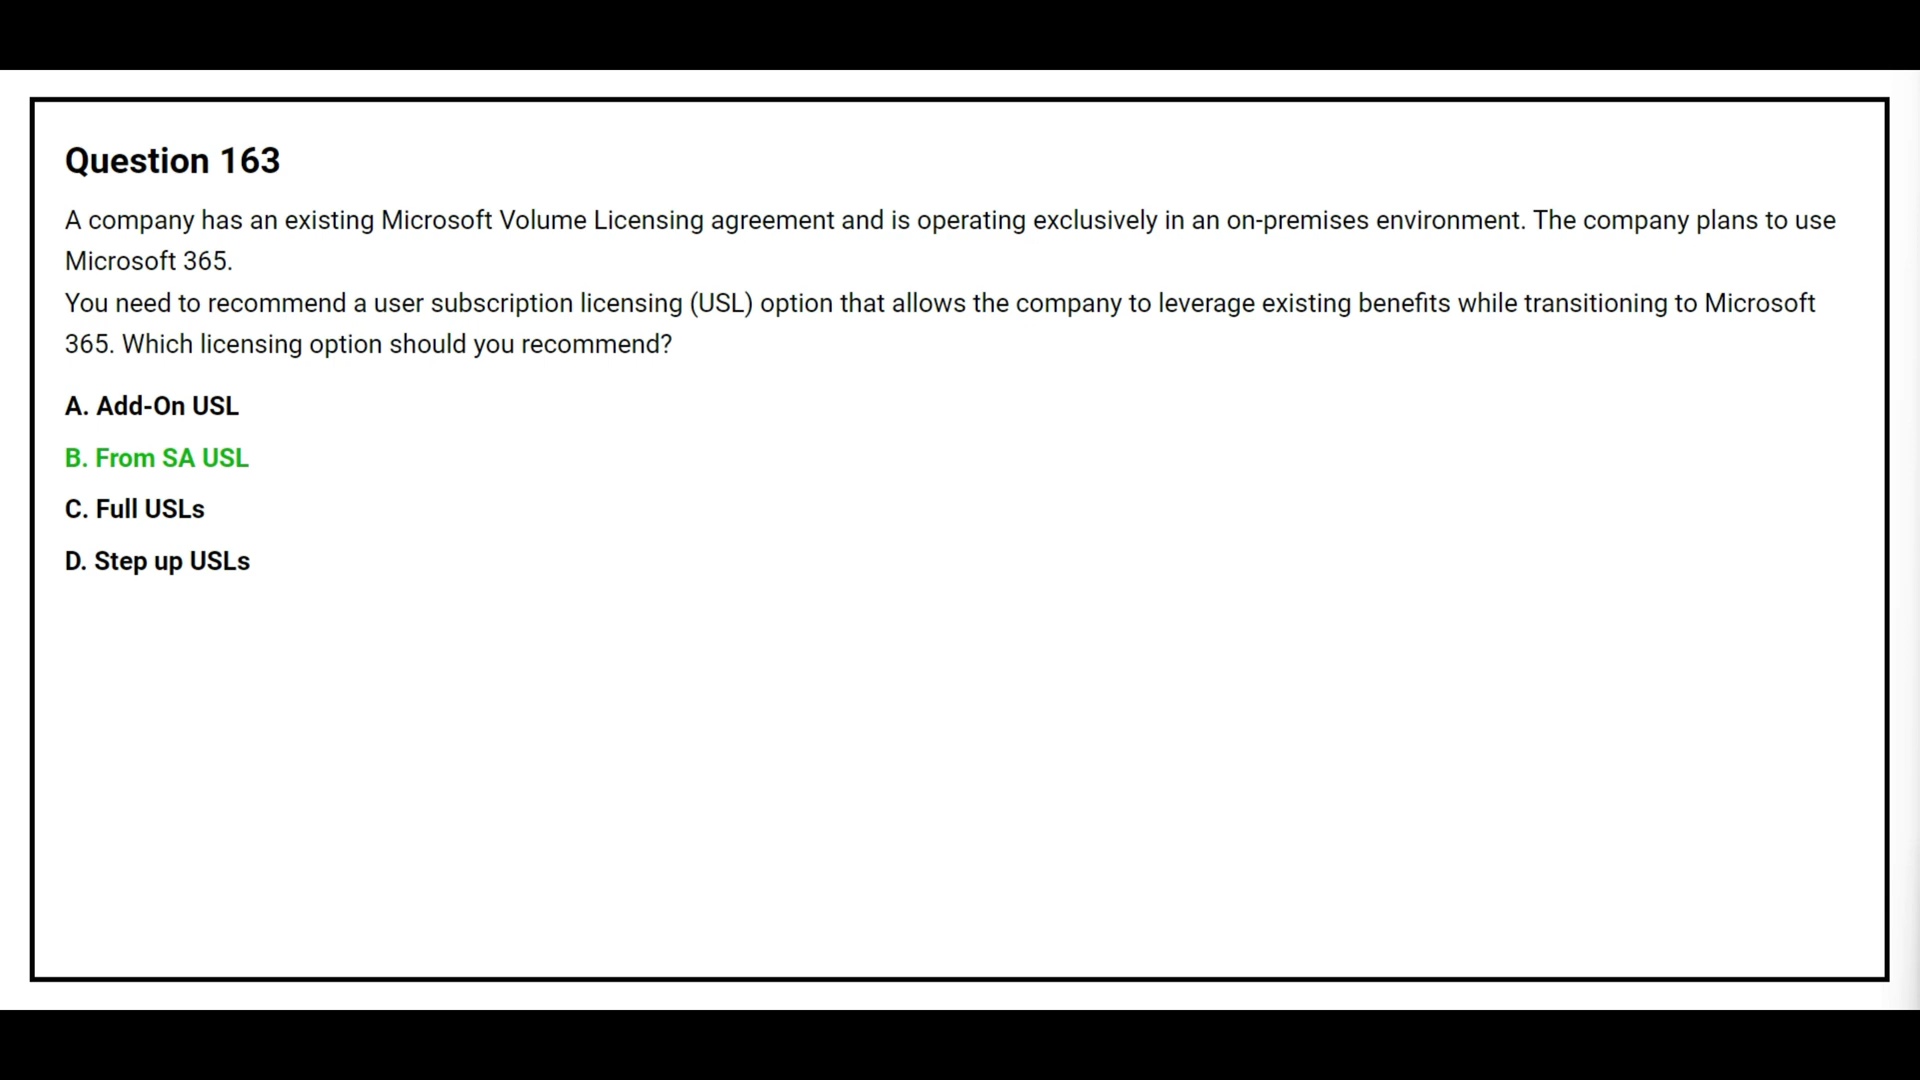 Question 163
A company has an existing Microsoft Volume Licensing agreement and is operating exclusively in an on-premises environment. The company plans to use
Microsoft 365.
You need to recommend a user subscription licensing (USL) option that allows the company to leverage existing benefits while transitioning to Microsoft
365. Which licensing option should you recommend?
A. Add-On USL
B. From SA USL
C. Full USLs
D. Step up USLs